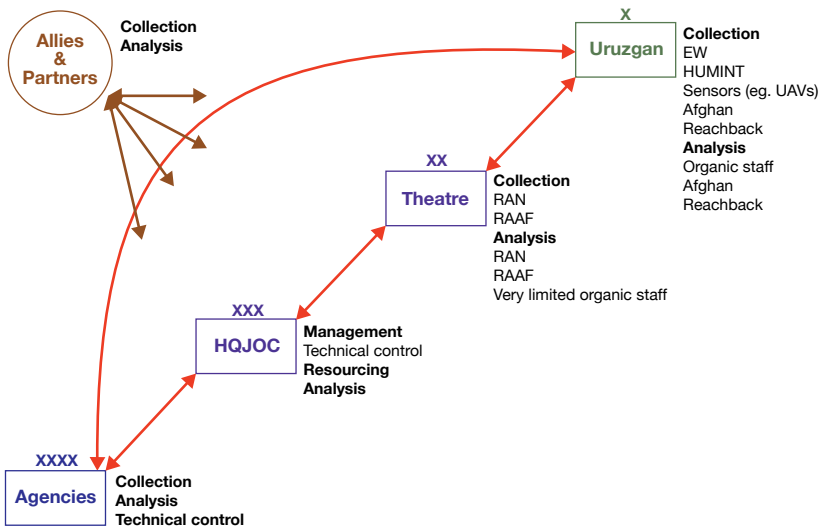 Allies
&
Partners
Collection
Analysis
X
Uruzgan
Collection
EW
HUMINT
Sensors (eg. UAVs)
Afghan
Reachback
Analysis
Organic staff
Afghan
Reachback
XX
Theatre
Collection
RAN
RAAF
Analysis
RAN
RAAF
Very limited organic staff
XXX
HQJOC
Management
Technical control
Resourcing
Analysis
XXXX
Agencies
Collection
Analysis
Technical control